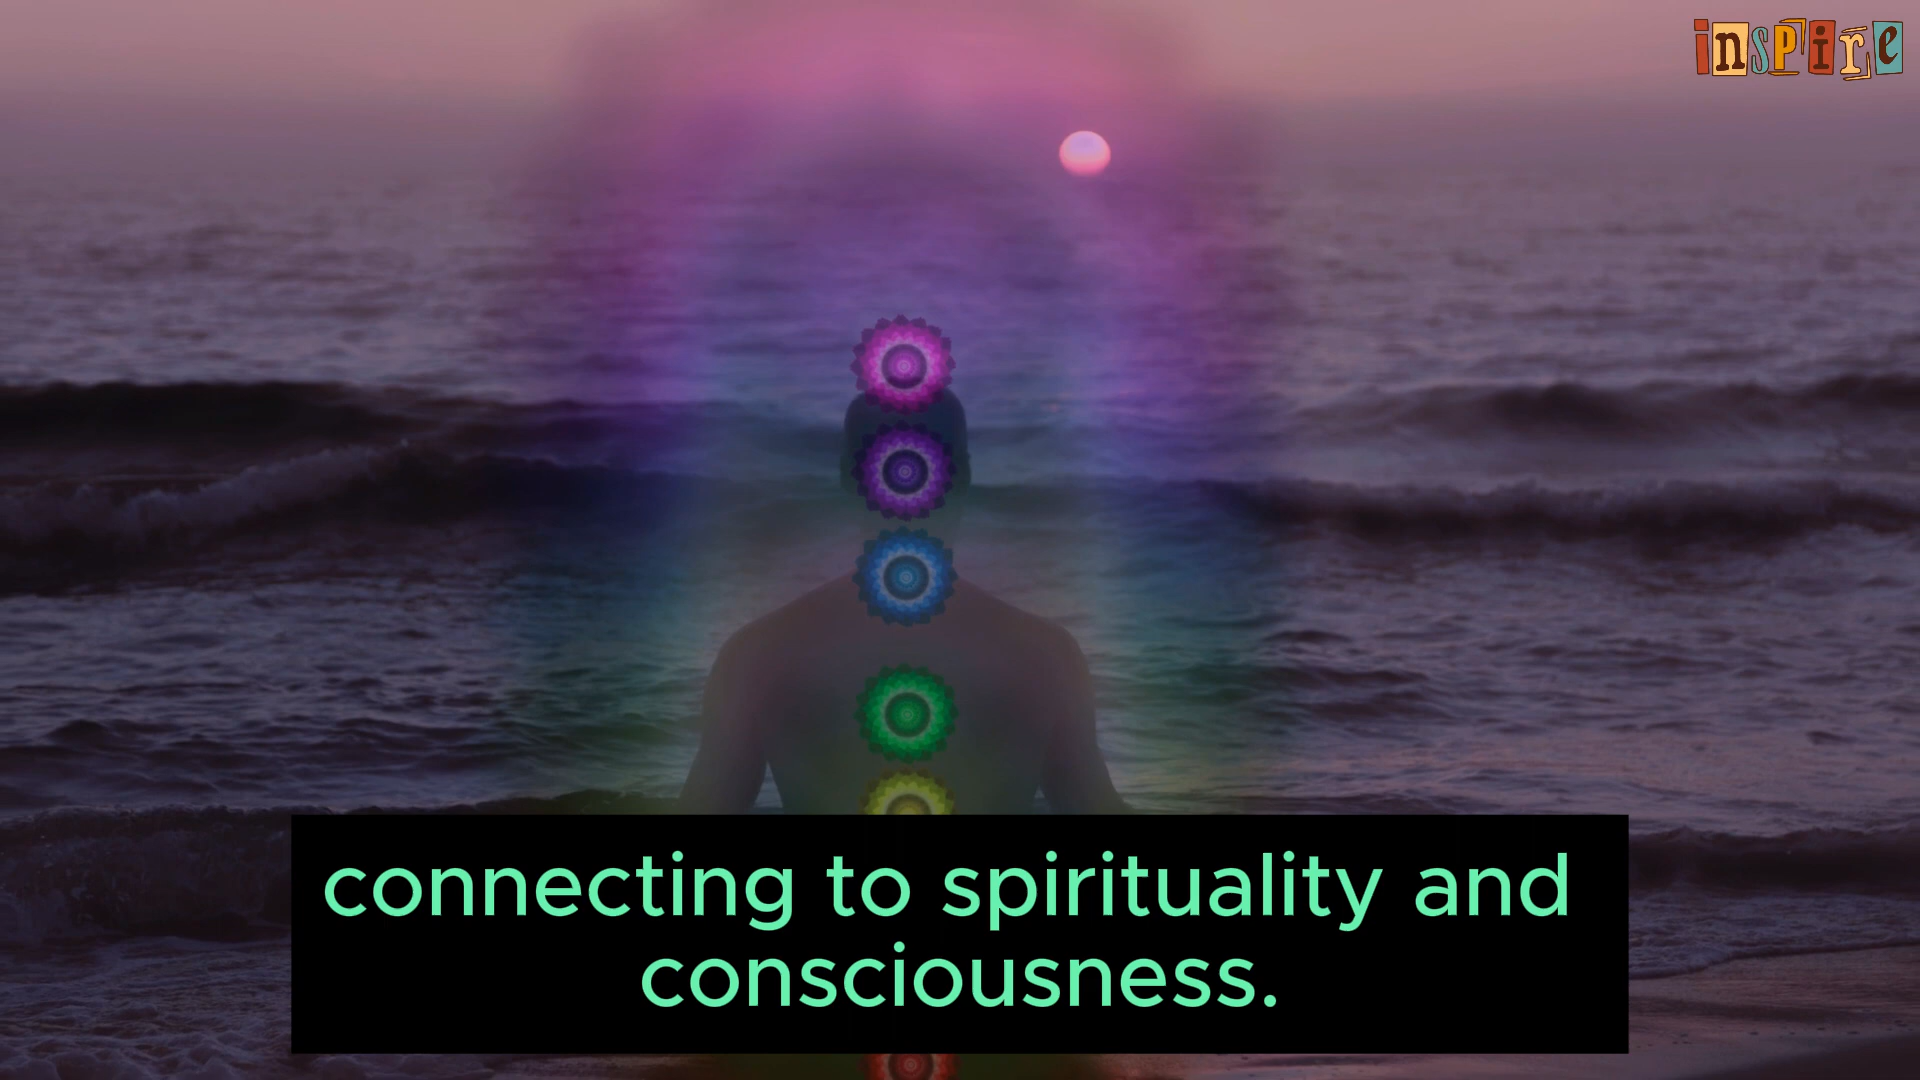 inspire
connecting to spirituality and
consciousness.